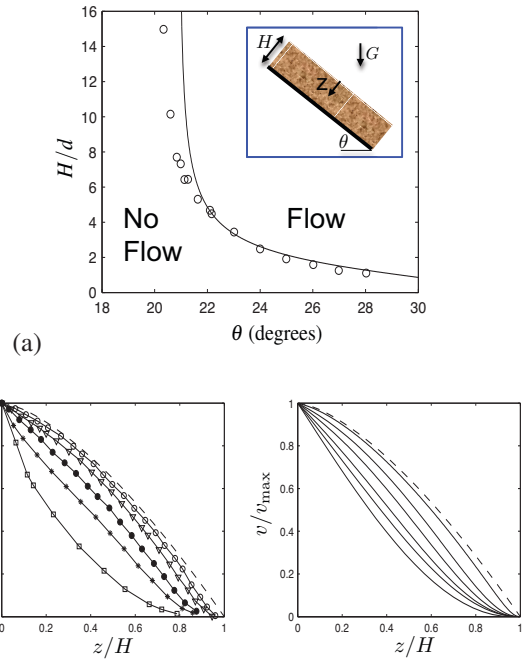 16
14
12
10
8
6
4
2
0
H/d
18 20 22 24 26 28 30
θ (degrees)
No
Flow
Flow
H
z
G
θ
(a)
0 0.2 0.4 0.6 0.8 1
z/H
1
0.8
0.6
0.4
0.2
0
v/vmax
0 0.2 0.4 0.6 0.8 1
z/H